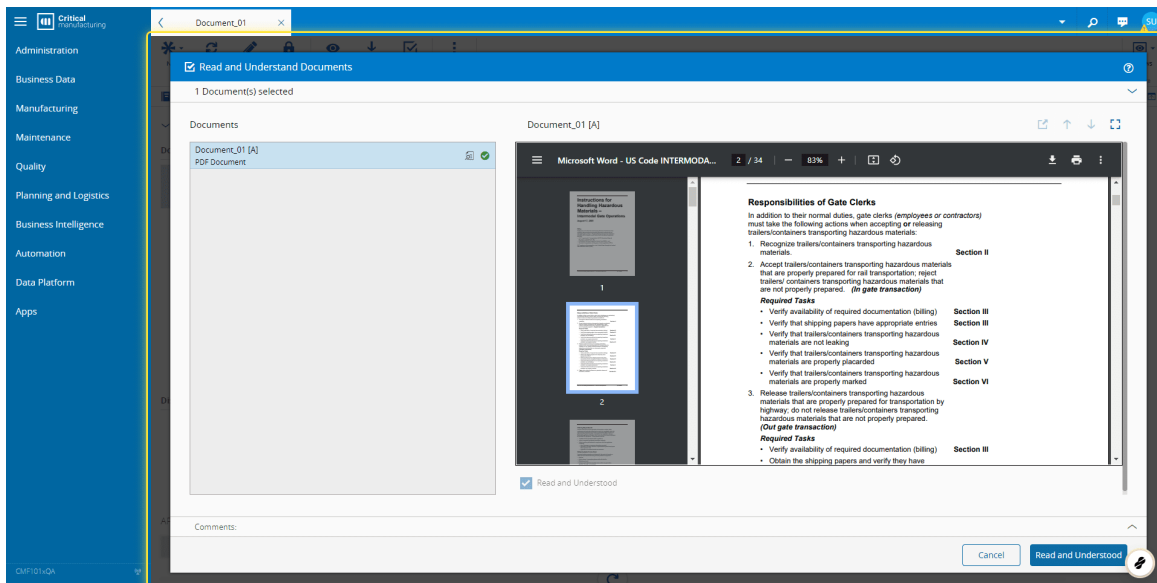 Critical
manufacturing
Document_01
SU
Administration
Business Data
Manufacturing
Maintenance
Quality
Planning and Logistics
Business Intelligence
Automation
Data Platform
Apps
CMF101xQA
Read and Understand Documents
1 Document(s) selected
Documents
Document_01 [A]
PDF Document
Document_01 [A]
Microsoft Word - US Code INTERMODA...
2 / 34
83%
Instructions for
Handling Hazardous
Materials –
Intermodal Gate Operations
1
2
Responsibilities of Gate Clerks
In addition to their normal duties, gate clerks (employees or contractors)
must take the following actions when accepting or releasing
trailers/containers transporting hazardous materials:
1. Recognize trailers/containers transporting hazardous
materials. Section II
2. Accept trailers/containers transporting hazardous materials
that are properly prepared for rail transportation; reject
trailers/ containers transporting hazardous materials that
are not properly prepared. (In gate transaction)
Required Tasks
• Verify availability of required documentation (billing) Section III
• Verify that shipping papers have appropriate entries Section III
• Verify that trailers/containers transporting hazardous
materials are not leaking Section IV
• Verify that trailers/containers transporting hazardous
materials are properly placarded Section V
• Verify that trailers/containers transporting hazardous
materials are properly marked Section VI
3. Release trailers/containers transporting hazardous
materials that are properly prepared for transportation by
highway; do not release trailers/containers transporting
hazardous materials that are not properly prepared.
(Out gate transaction)
Required Tasks
• Verify availability of required documentation (billing) Section III
• Obtain the shipping papers and verify they have
Read and Understood
Comments:
Cancel
Read and Understood